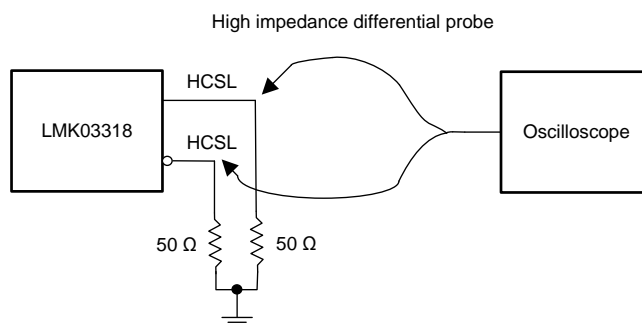 High impedance differential probe
HCSL
LMK03318
HCSL
Oscilloscope
50 Ω
50 Ω